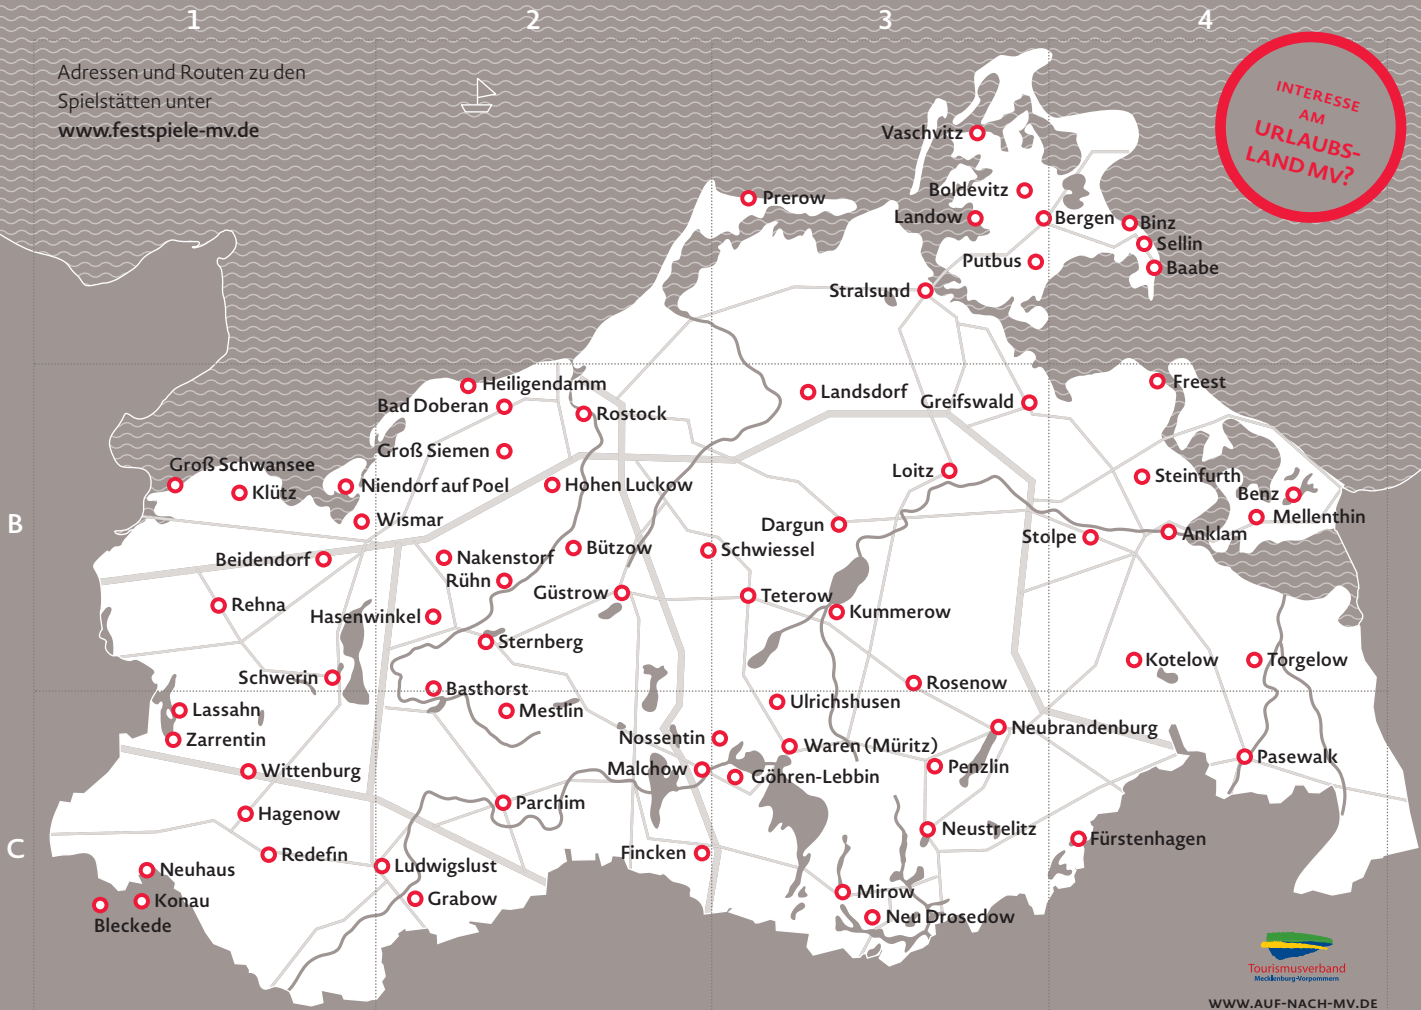 1 2 3 4
Adressen und Routen zu den
Spielstätten unter
www.festspiele-mv.de
INTERESSE
AM
URLAUBS-
LAND MV?
Vaschvitz
Boldevitz
Prerow
Landow
Bergen
Binz
Sellin
Putbus
Baabe
Stralsund
Heiligendamm
Freest
Landsdorf
Bad Doberan
Greifswald
Rostock
Groß Siemen
Groß Schwansee
Loitz
Steinfurth
Niendorf auf Poel
Hohen Luckow
Klütz
Benz
Mellenthin
Wismar
B
Dargun
Anklam
Stolpe
Bützow
Schwiessel
Nakenstorf
Beidendorf
Rühn
Güstrow
Teterow
Rehna
Kummerow
Hasenwinkel
Sternberg
Kotelow
Torgelow
Schwerin
Rosenow
Basthorst
Ulrichshusen
Lassahn
Mestlin
Neubrandenburg
Nossentin
Zarrentin
Waren (Müritz)
Pasewalk
Penzlin
Malchow
Wittenburg
Göhren-Lebbin
Parchim
Hagenow
Neustrelitz
Fürstenhagen
C
Fincken
Redefin
Ludwigslust
Neuhaus
Mirow
Grabow
Konau
Neu Drosedow
Bleckede
Tourismusverband
Mecklenburg-Vorpommern
WWW.AUF-NACH-MV.DE